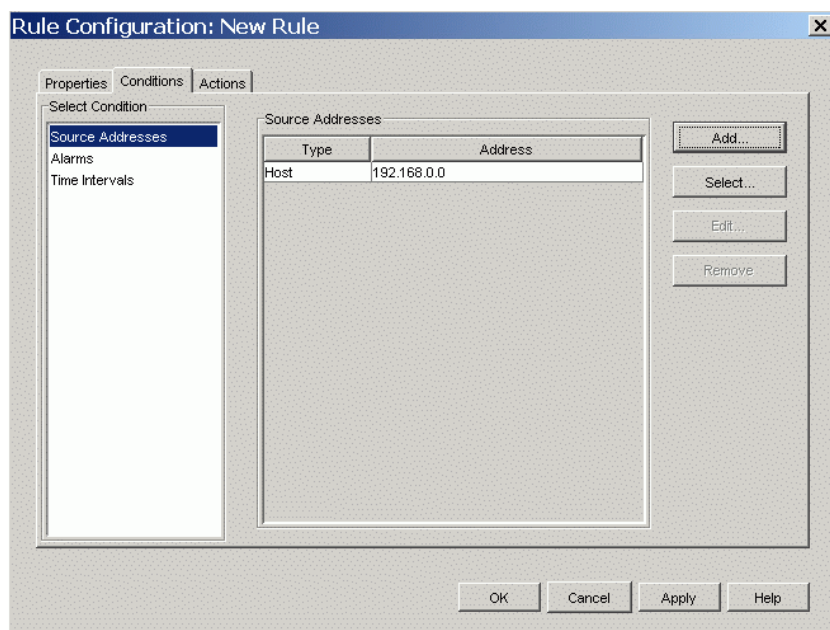 Rule Configuration: New Rule
Properties Conditions Actions
Select Condition
Source Addresses
Alarms
Time Intervals
Source Addresses
Type Address
Host 192.168.0.0
Add...
Select...
Edit...
Remove
OK Cancel Apply Help